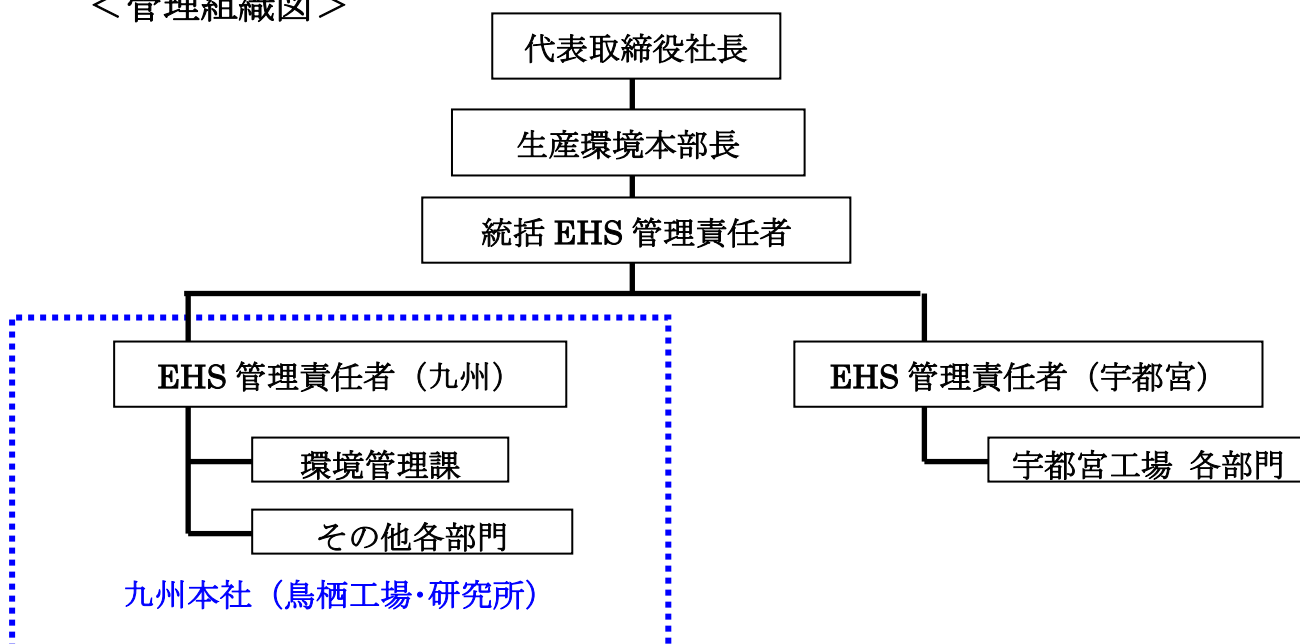 ＜管理組織図＞
代表取締役社長
生産環境本部長
統括 EHS 管理責任者
EHS 管理責任者（九州）
EHS 管理責任者（宇都宮）
環境管理課
宇都宮工場 各部門
その他各部門
九州本社（鳥栖工場･研究所）